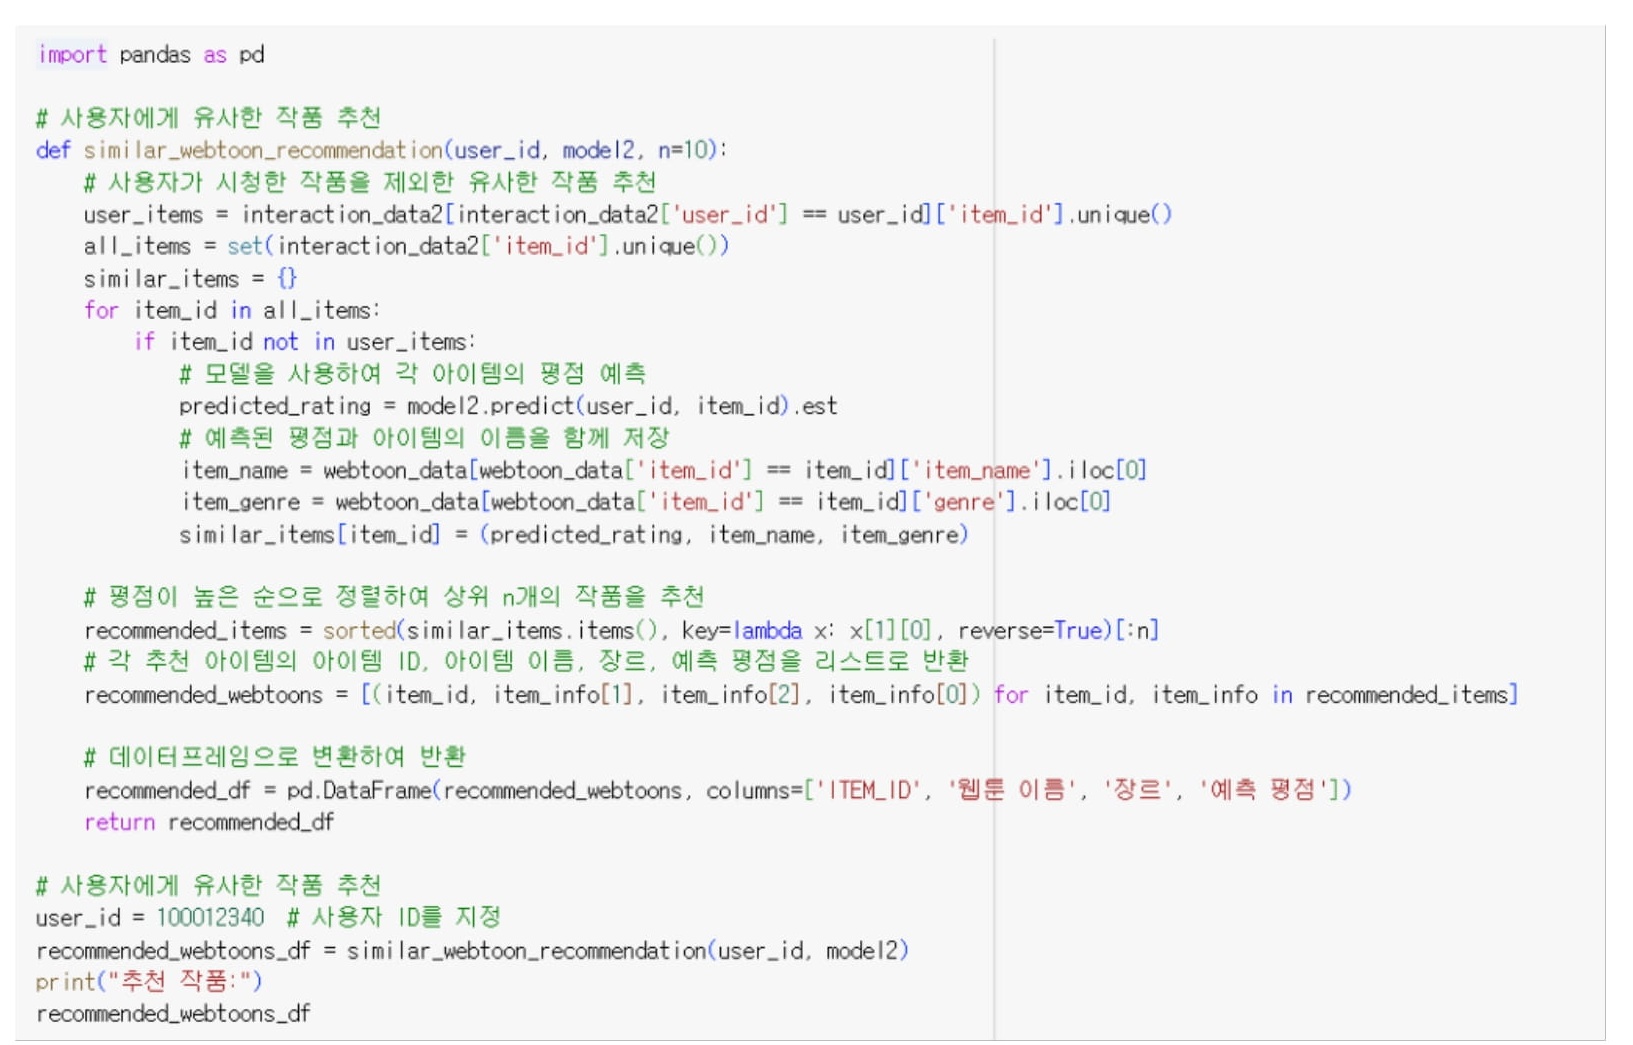 import pandas as pd
# 사용자에게 유사한 작품 추천
def similar_webtoon_recommendation(user_id, model2, n=10):
# 사용자가 시청한 작품을 제외한 유사한 작품 추천
user_items = interaction_data2[interaction_data2['user_id'] == user_id]['item_id'].unique()
all_items = set(interaction_data2['item_id'].unique())
similar_items = {}
for item_id in all_items:
if item_id not in user_items:
# 모델을 사용하여 각 아이템의 평점 예측
predicted_rating = model2.predict(user_id, item_id).est
# 예측된 평점과 아이템의 이름을 함께 저장
item_name = webtoon_data[webtoon_data['item_id'] == item_id]['item_name'].iloc[0]
item_genre = webtoon_data[webtoon_data['item_id'] == item_id]['genre'].iloc[0]
similar_items[item_id] = (predicted_rating, item_name, item_genre)
# 평점이 높은 순으로 정렬하여 상위 n개의 작품을 추천
recommended_items = sorted(similar_items.items(), key=lambda x: x[1][0], reverse=True)[:n]
# 각 추천 아이템의 아이템 ID, 아이템 이름, 장르, 예측 평점을 리스트로 반환
recommended_webtoons = [(item_id, item_info[1], item_info[2], item_info[0]) for item_id, item_info in recommended_items]
# 데이터프레임으로 변환하여 반환
recommended_df = pd.DataFrame(recommended_webtoons, columns=['ITEM_ID', '웹툰 이름', '장르', '예측 평점'])
return recommended_df
# 사용자에게 유사한 작품 추천
user_id = 100012340 # 사용자 ID를 지정
recommended_webtoons_df = similar_webtoon_recommendation(user_id, model2)
print("추천 작품:")
recommended_webtoons_df